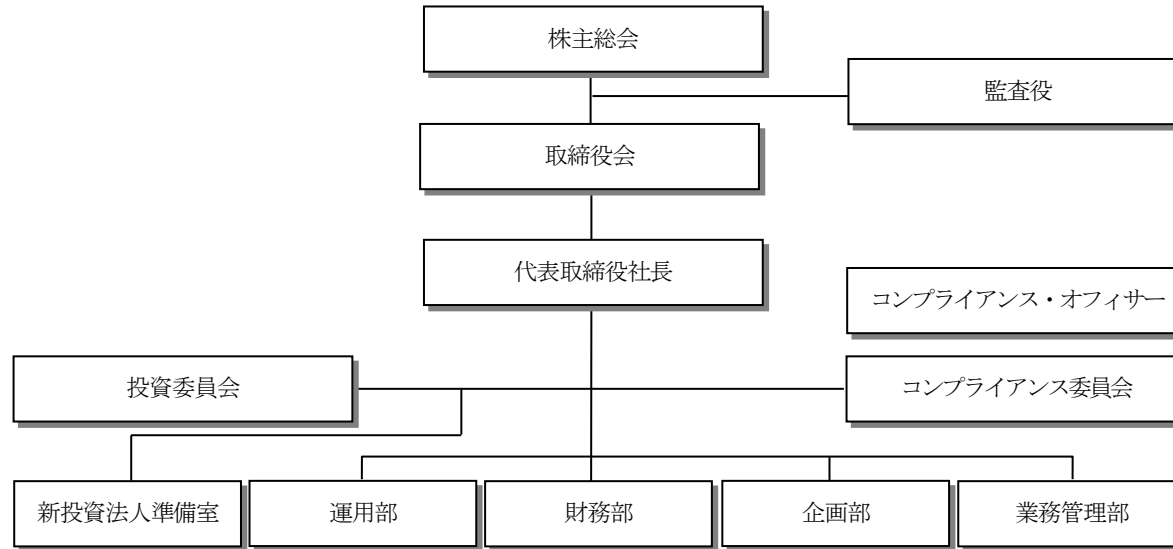 株主総会
監査役
取締役会
代表取締役社長
コンプライアンス・オフィサー
投資委員会
コンプライアンス委員会
新投資法人準備室
運用部
財務部
企画部
業務管理部